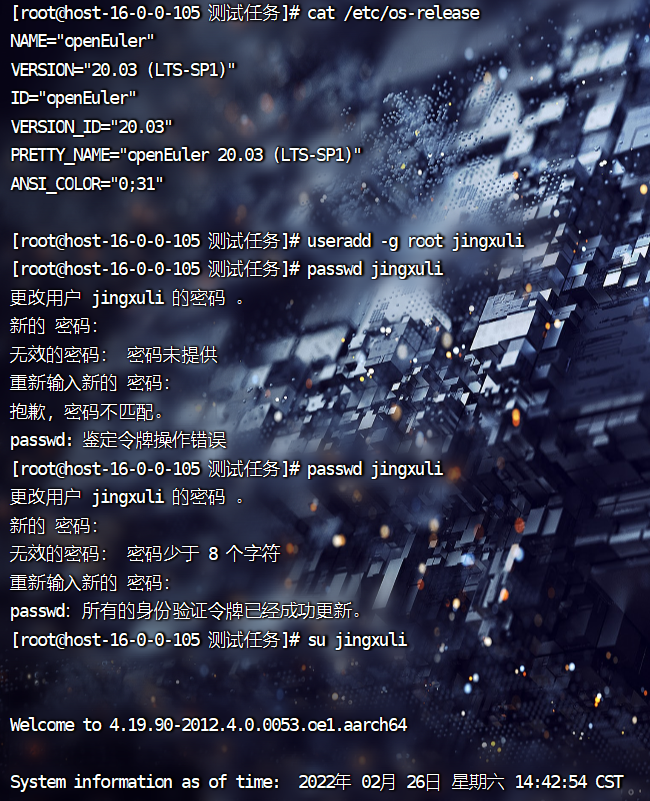 [root@host-16-0-0-105 测试任务]# cat /etc/os-release
NAME="openEuler"
VERSION="20.03 (LTS-SP1)"
ID="openEuler"
VERSION_ID="20.03"
PRETTY_NAME="openEuler 20.03 (LTS-SP1)"
ANSI_COLOR="0;31"
[root@host-16-0-0-105 测试任务]# useradd -g root jingxuli
[root@host-16-0-0-105 测试任务]# passwd jingxuli
更改用户 jingxuli 的密码 。
新的 密码：
无效的密码： 密码未提供
重新输入新的 密码：
抱歉，密码不匹配。
passwd: 鉴定令牌操作错误
[root@host-16-0-0-105 测试任务]# passwd jingxuli
更改用户 jingxuli 的密码 。
新的 密码：
无效的密码： 密码少于 8 个字符
重新输入新的 密码：
passwd：所有的身份验证令牌已经成功更新。
[root@host-16-0-0-105 测试任务]# su jingxuli
Welcome to 4.19.90-2012.4.0.0053.oe1.aarch64
System information as of time:  2022年 02月 26日 星期六 14:42:54 CST